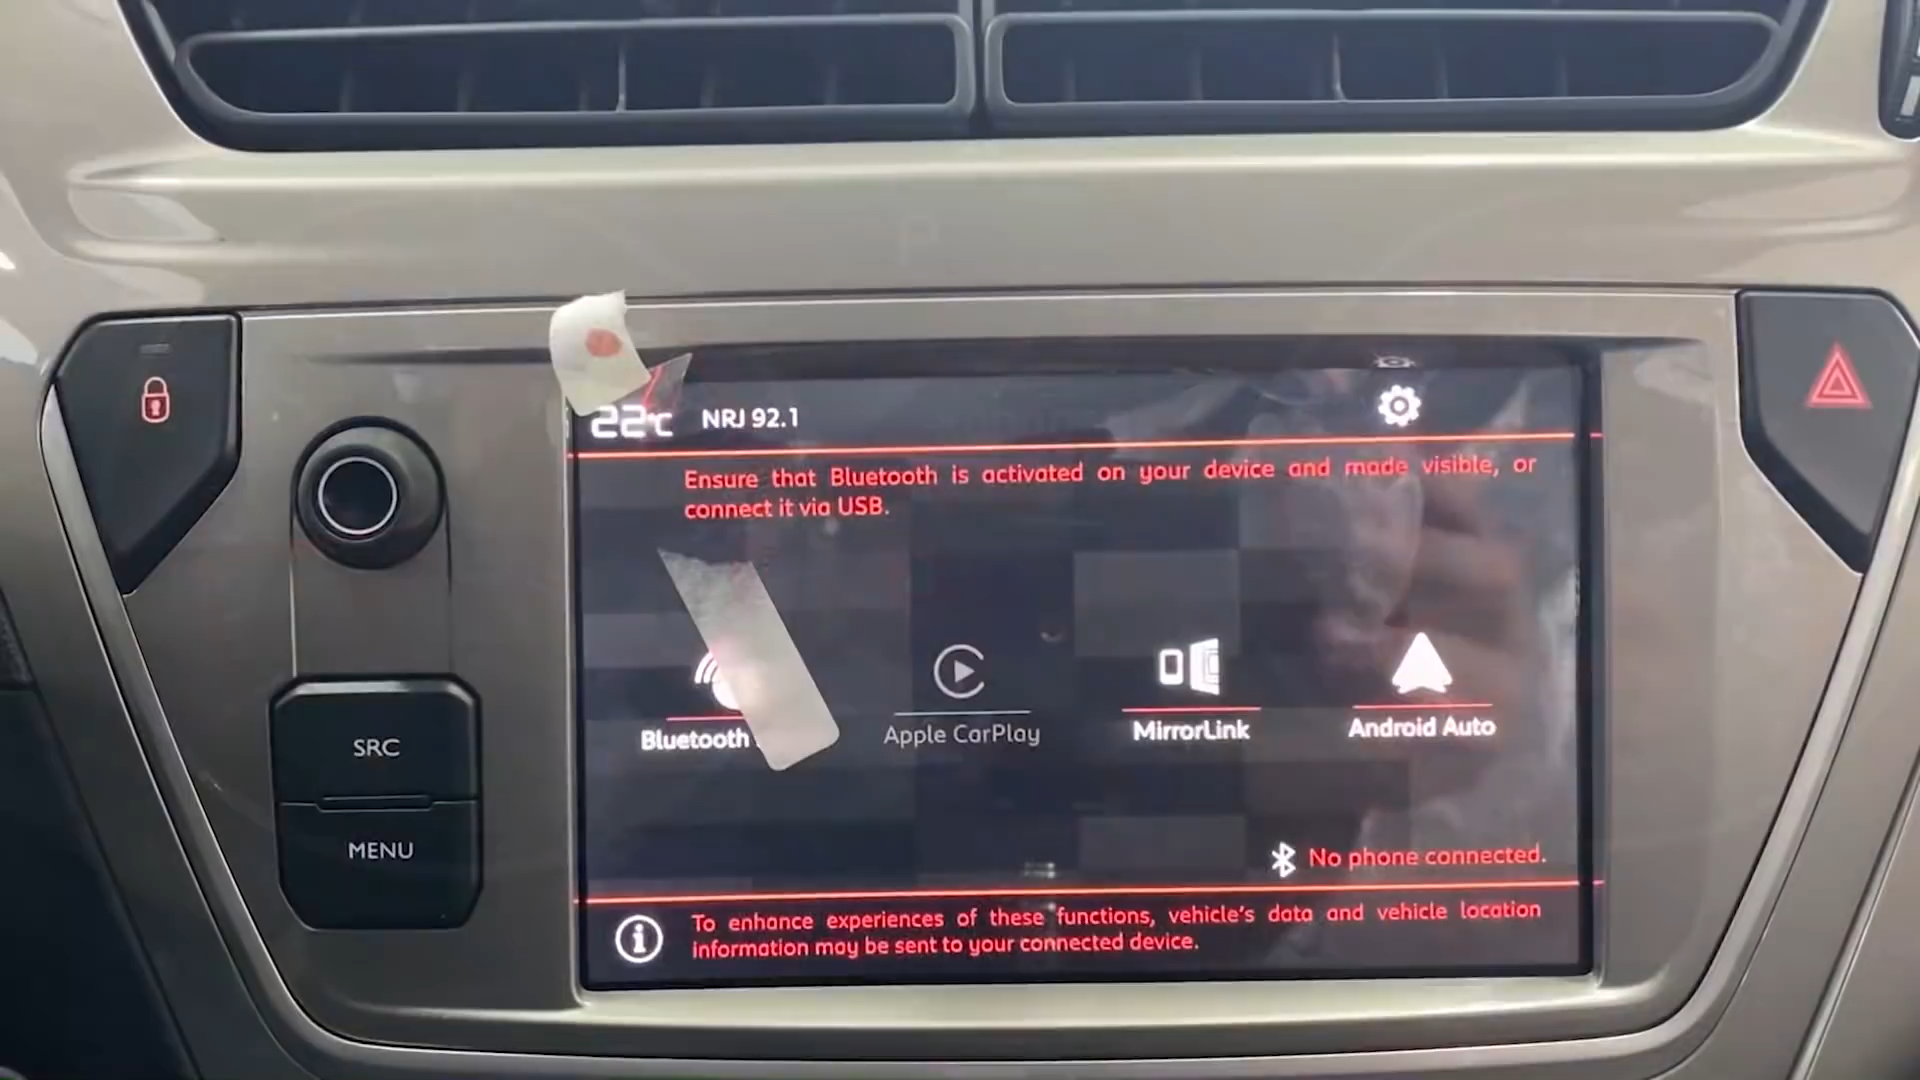 22°C NRJ 92.1
Ensure that Bluetooth is activated on your device and made visible, or
connect it via USB.
Bluetooth
Apple CarPlay
MirrorLink
Android Auto
SRC
MENU
No phone connected.
To enhance experiences of these functions, vehicle's data and vehicle location
information may be sent to your connected device.